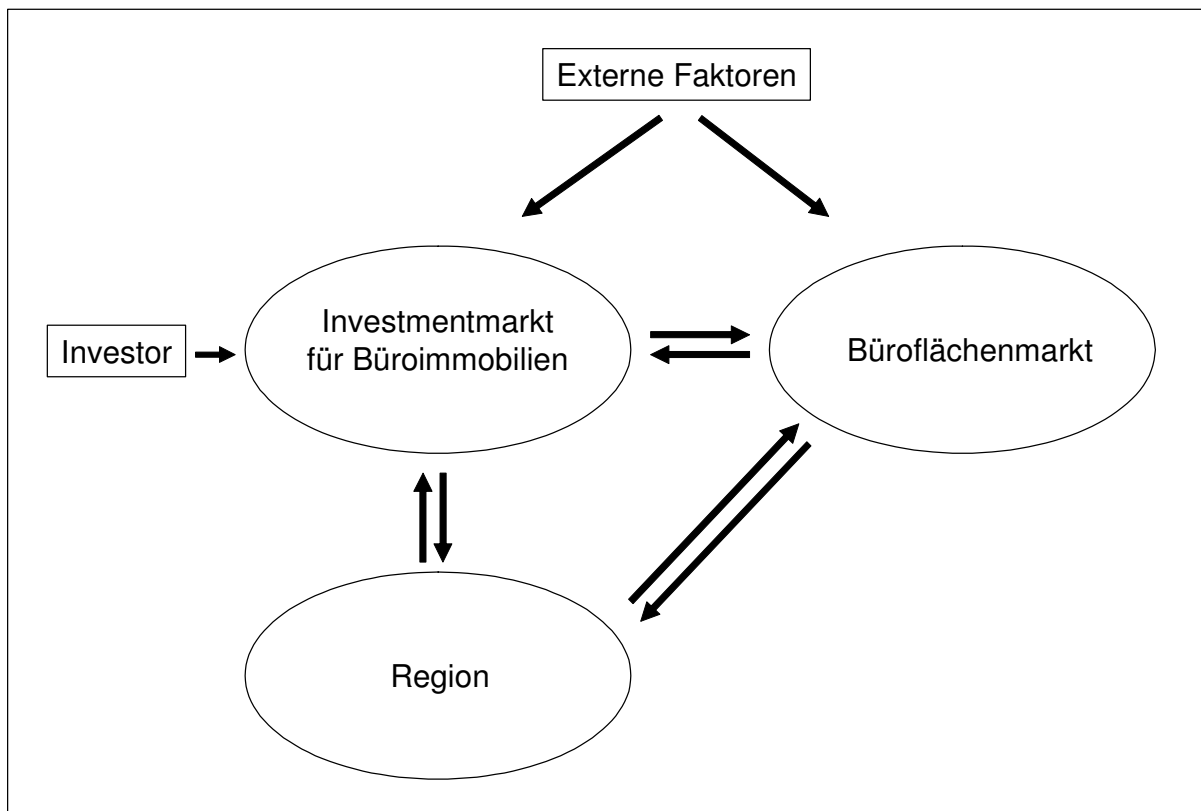 Externe Faktoren
Investor
Investmentmarkt
für Büroimmobilien
Büroflächenmarkt
Region